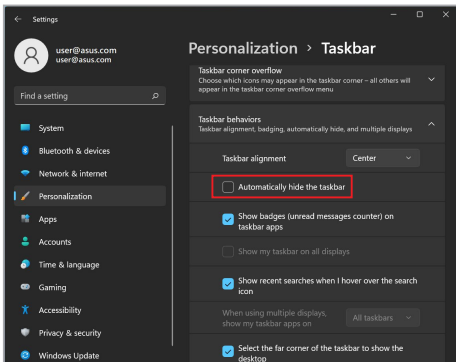 Settings
user@asus.com
user@asus.com
Find a setting
System
Bluetooth & devices
Network & internet
Personalization
Apps
Accounts
Time & language
Gaming
Accessibility
Privacy & security
Windows Update
Personalization > Taskbar
Taskbar corner overflow
Choose which icons may appear in the taskbar corner – all others will
appear in the taskbar corner overflow menu
Taskbar behaviors
Taskbar alignment, badging, automatically hide, and multiple displays
Taskbar alignment
Center
Automatically hide the taskbar
Show badges (unread messages counter) on
taskbar apps
Show my taskbar on all displays
Show recent searches when I hover over the search
icon
When using multiple displays,
show my taskbar apps on
All taskbars
Select the far corner of the taskbar to show the
desktop